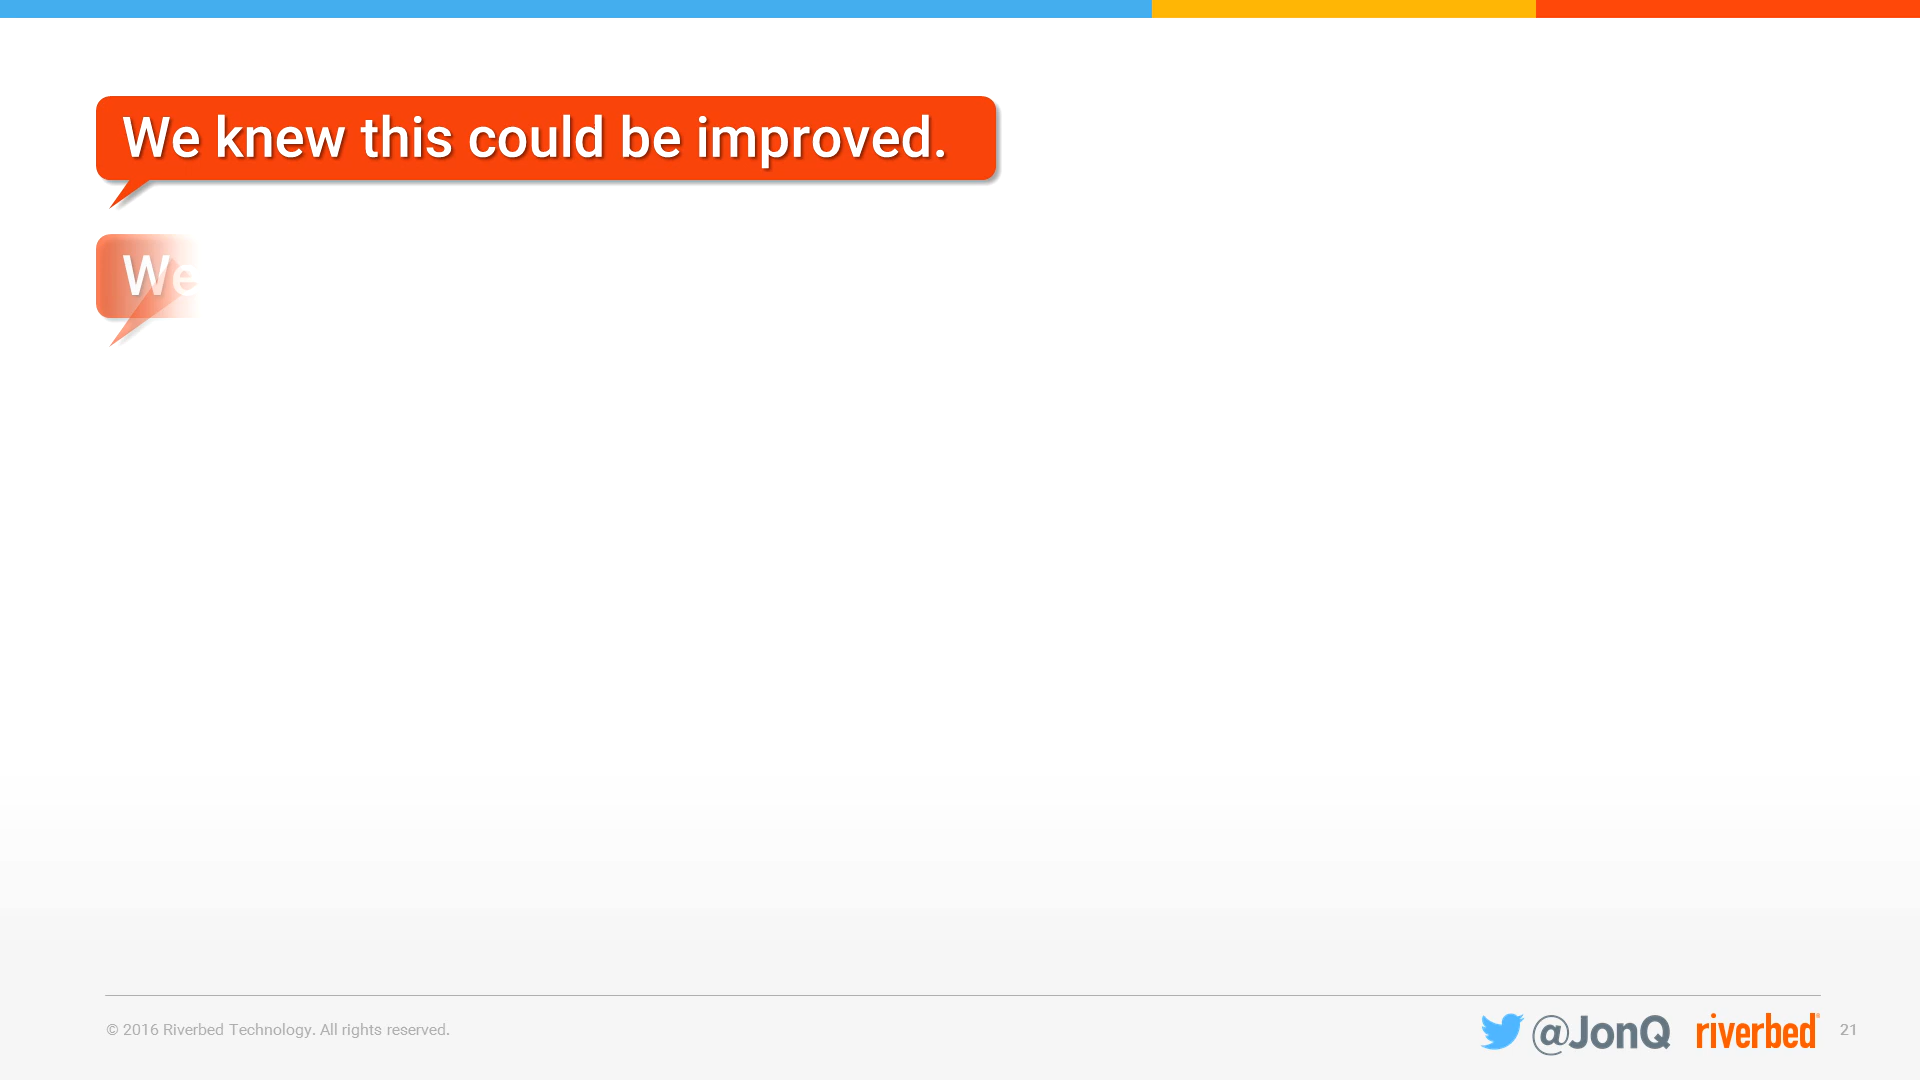 We knew this could be improved.
We
© 2016 Riverbed Technology. All rights reserved.
@JonQ
riverbed®
21